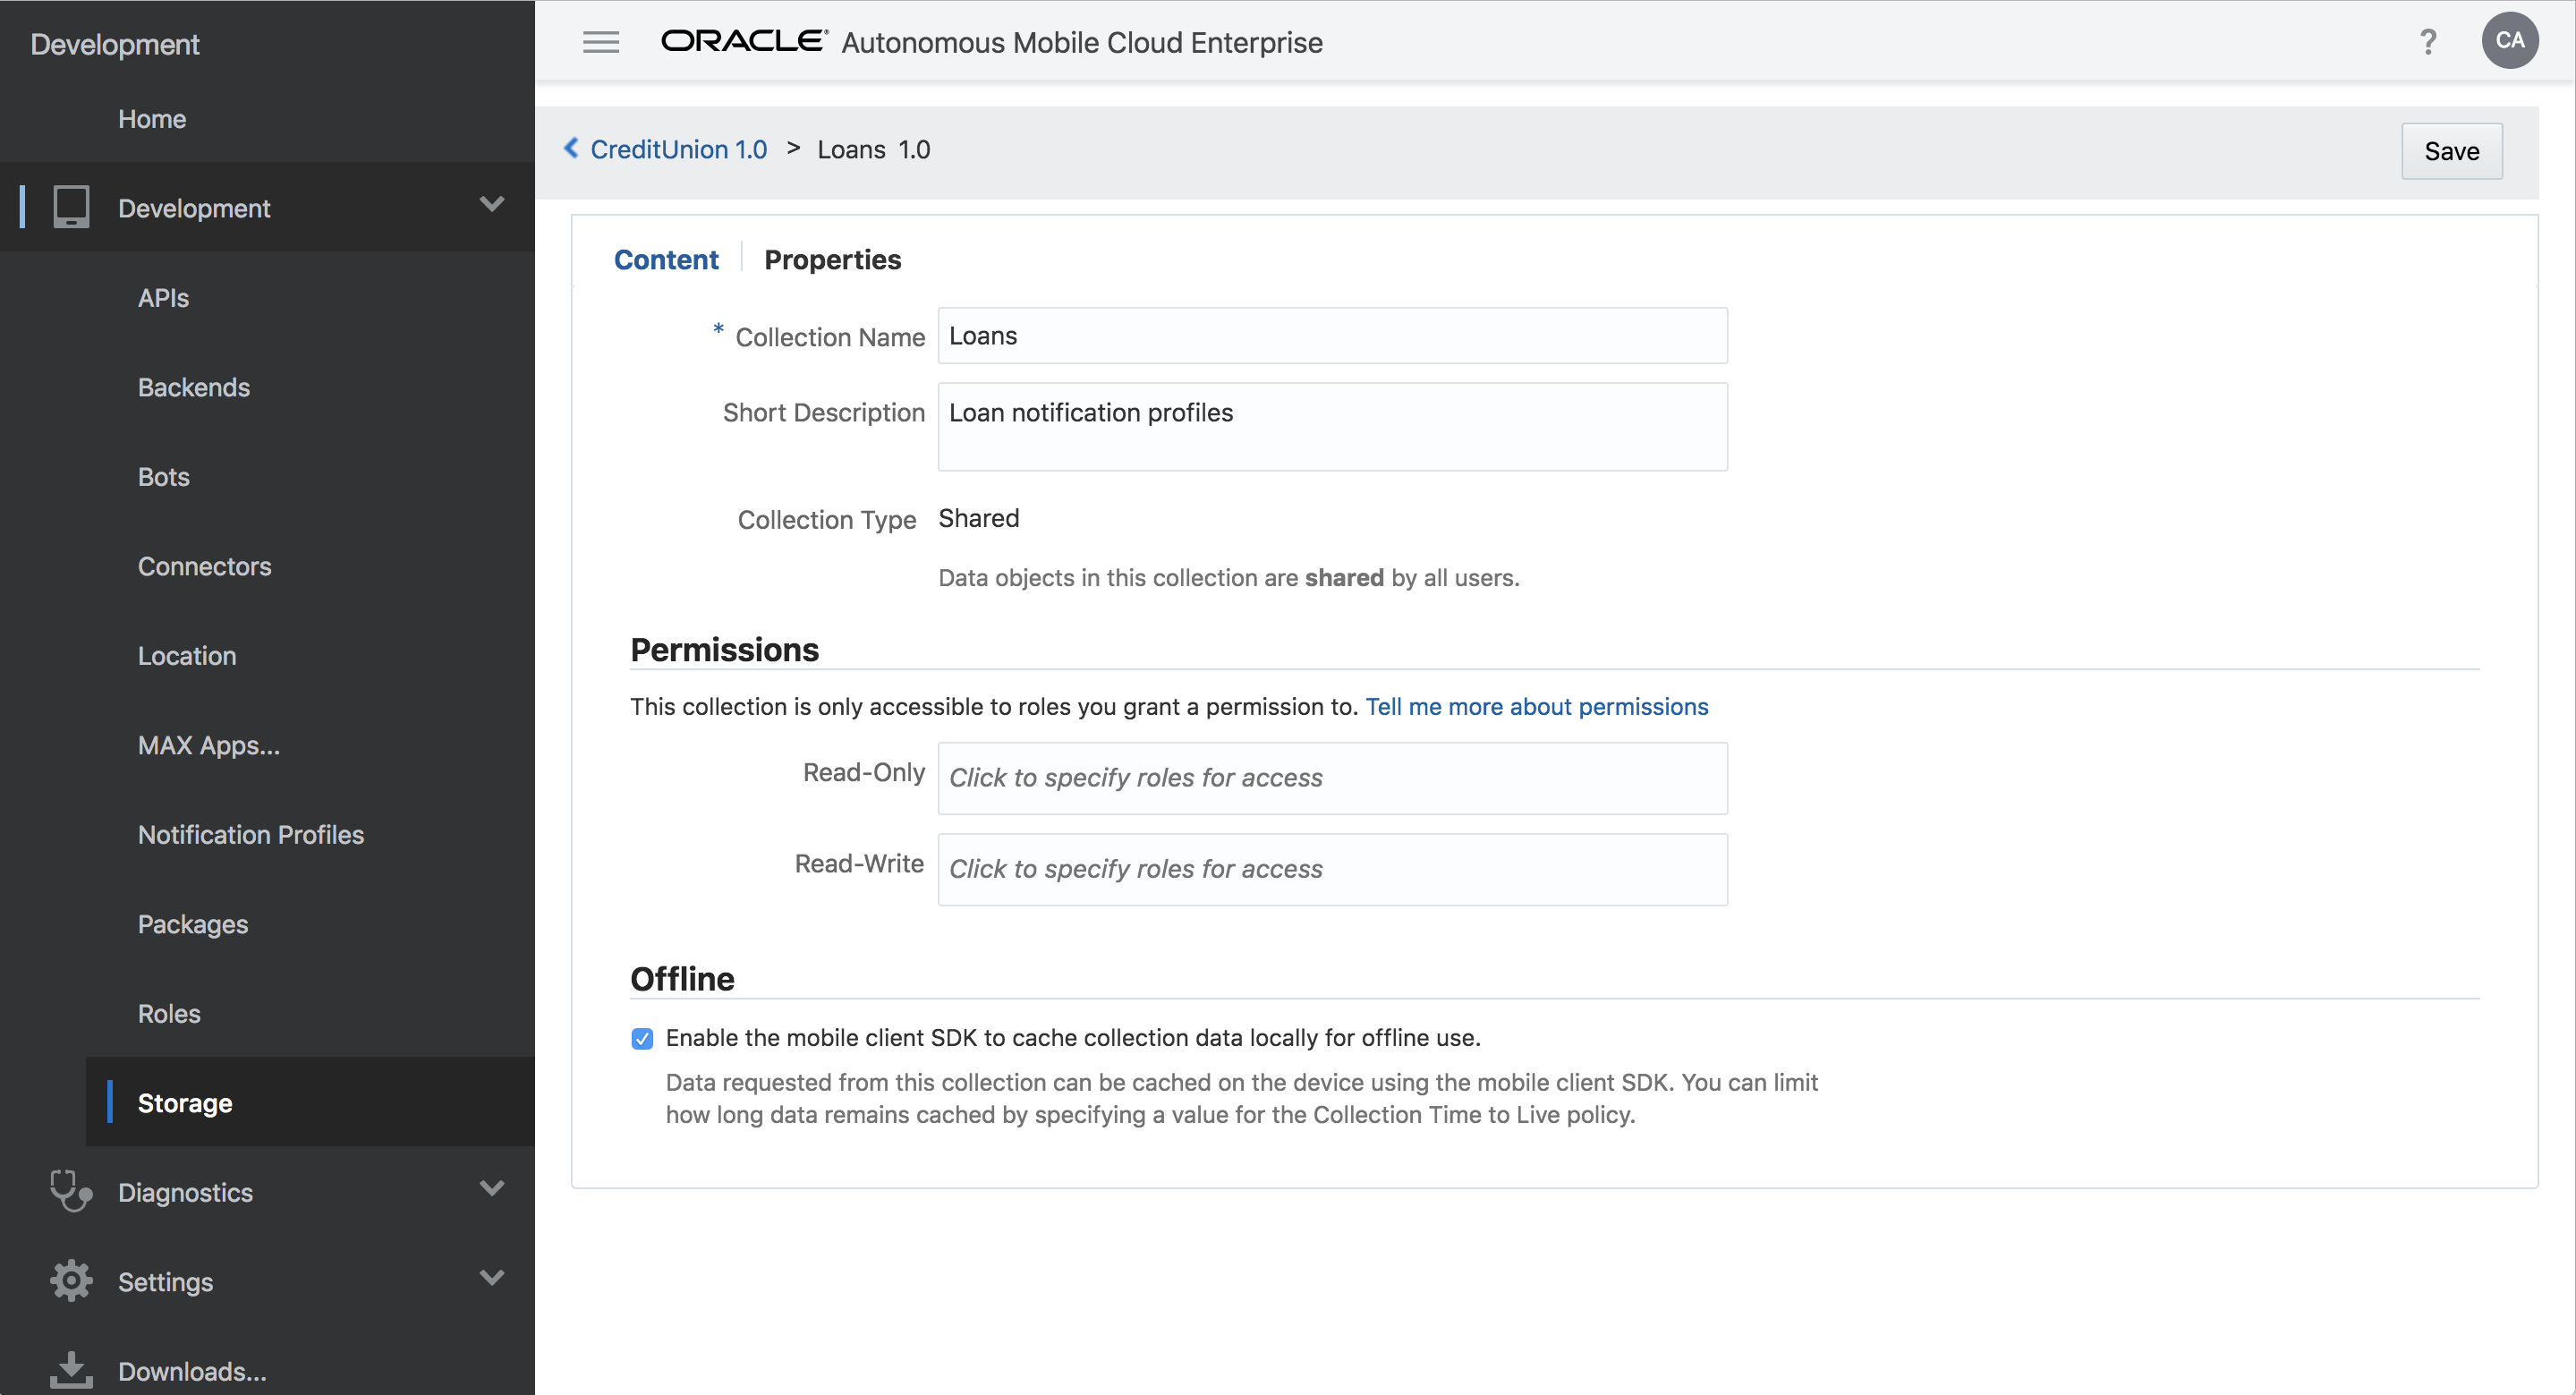 Development
Home
Development
APIs
Backends
Bots
Connectors
Location
MAX Apps...
Notification Profiles
Packages
Roles
Storage
Diagnostics
Settings
Downloads...
ORACLE® Autonomous Mobile Cloud Enterprise
? CA
CreditUnion 1.0 > Loans 1.0
Save
Content Properties
* Collection Name Loans
Short Description Loan notification profiles
Collection Type Shared
Data objects in this collection are shared by all users.
Permissions
This collection is only accessible to roles you grant a permission to. Tell me more about permissions
Read-Only Click to specify roles for access
Read-Write Click to specify roles for access
Offline
Enable the mobile client SDK to cache collection data locally for offline use.
Data requested from this collection can be cached on the device using the mobile client SDK. You can limit
how long data remains cached by specifying a value for the Collection Time to Live policy.